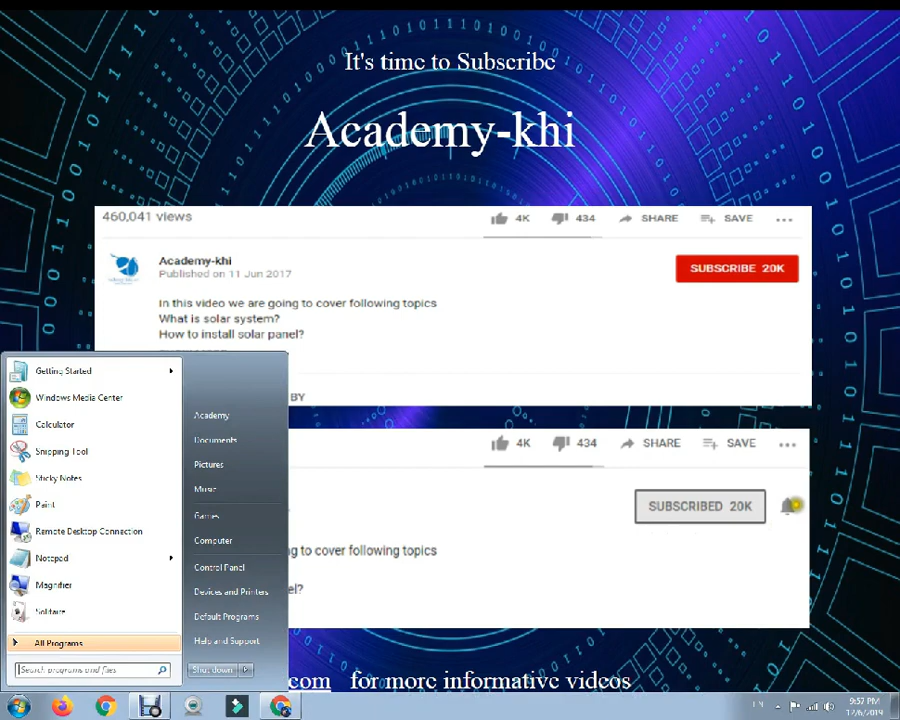 It's time to Subscribe
Academy-khi
460,041 views
4K
434
SHARE
SAVE
Academy-khi
Published on 11 Jun 2017
SUBSCRIBE 20K
In this video we are going to cover following topics
What is solar system?
How to install solar panel?
BY
4K
434
SHARE
SAVE
SUBSCRIBED 20K
ng to cover following topics
el?
.com for more informative videos
Getting Started
Windows Media Center
Calculator
Snipping Tool
Sticky Notes
Paint
Remote Desktop Connection
Notepad
Magnifier
Solitaire
All Programs
Search programs and files
Academy
Documents
Pictures
Music
Games
Computer
Control Panel
Devices and Printers
Default Programs
Help and Support
Shut down
EN
9:57 PM
12/6/2019